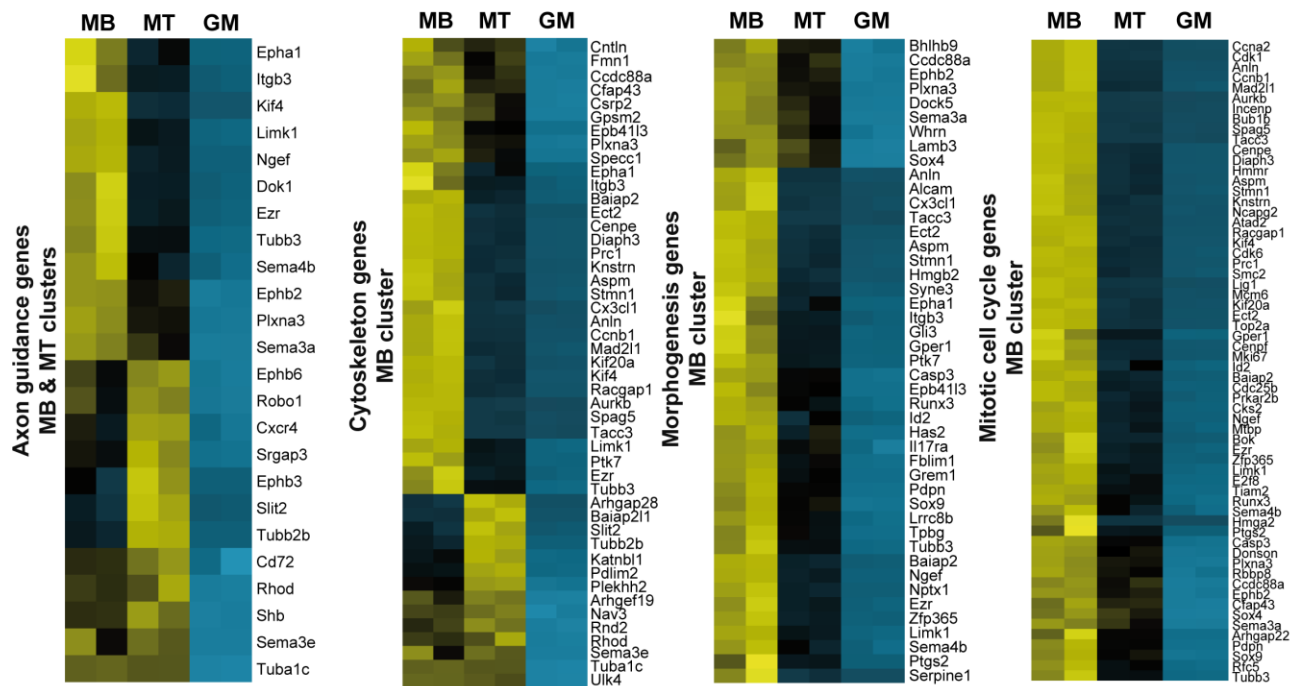 MB MT GM
Axon guidance genes
MB & MT clusters
Epha1
Itgb3
Kif4
Limk1
Ngef
Dok1
Ezr
Tubb3
Sema4b
Ephb2
Plxna3
Sema3a
Ephb6
Robo1
Cxcr4
Srgap3
Ephb3
Slit2
Tubb2b
Cd72
Rhod
Shb
Sema3e
Tuba1c
MB MT GM
Cytoskeleton genes
MB cluster
Cntln
Fmn1
Ccdc88a
Cfap43
Csrp2
Gpsm2
Epb41l3
Plxna3
Specc1
Epha1
Itgb3
Baiap2
Ect2
Cenpe
Diaph3
Prc1
Knstrn
Aspm
Stmn1
Cx3cl1
Anln
Ccnb1
Mad2l1
Kif20a
Kif4
Racgap1
Aurkb
Spag5
Tacc3
Limk1
Ptk7
Ezr
Tubb3
Arhgap28
Baiap2l1
Slit2
Tubb2b
Katnbl1
Pdlim2
Plekhh2
Arhgef19
Nav3
Rnd2
Rhod
Sema3e
Tuba1c
Ulk4
MB MT GM
Morphogenesis genes
MB cluster
Bhlhb9
Ccdc88a
Ephb2
Plxna3
Dock5
Sema3a
Whrn
Lamb3
Sox4
Anln
Alcam
Cx3cl1
Tacc3
Ect2
Aspm
Stmn1
Hmgb2
Syne3
Epha1
Itgb3
Gli3
Gper1
Ptk7
Casp3
Epb41l3
Runx3
Id2
Has2
Il17ra
Fblim1
Grem1
Pdpn
Sox9
Lrrc8b
Tpbg
Tubb3
Baiap2
Ngef
Nptx1
Ezr
Zfp365
Limk1
Sema4b
Ptgs2
Serpine1
MB MT GM
Mitotic cell cycle genes
MB cluster
Ccna2
Cdk1
Anln
Ccnb1
Mad2l1
Aurkb
Incenp
Bub1b
Spag5
Tacc3
Cenpe
Diaph3
Hmmr
Aspm
Stmn1
Knstrn
Ncapg2
Atad2
Racgap1
Kif4
Cdk6
Prc1
Smc2
Lig1
Mcm6
Kif20a
Ect2
Top2a
Gper1
Cenpf
Mki67
Id2
Baiap2
Cdc25b
Prkar2b
Cks2
Ngef
Mtbp
Bok
Ezr
Zfp365
Limk1
E2f8
Tiam2
Runx3
Sema4b
Hmga2
Ptgs2
Casp3
Donson
Plxna3
Rbbp8
Ccdc88a
Ephb2
Cfap43
Sox4
Sema3a
Arhgap22
Pdpn
Sox9
Rfc5
Tubb3